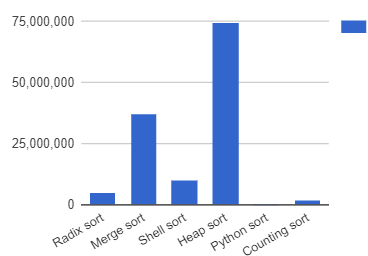 75,000,000
50,000,000
25,000,000
0
Radix sort
Merge sort
Shell sort
Heap sort
Python sort
Counting sort